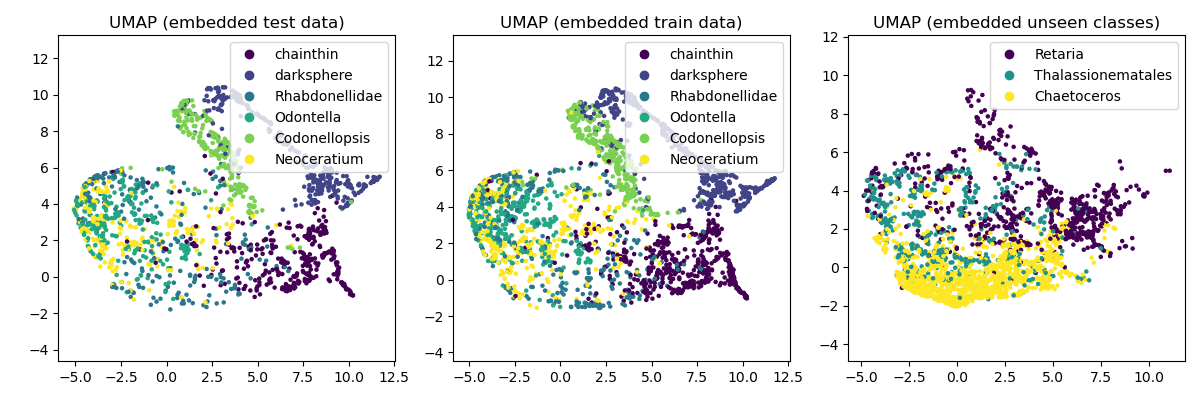 UMAP (embedded test data)
12
10
8
6
4
2
0
−2
−4
−5.0 −2.5 0.0 2.5 5.0 7.5 10.0 12.5
chainthin
darksphere
Rhabdonellidae
Odontella
Codonellopsis
Neoceratium
UMAP (embedded train data)
12
10
8
6
4
2
0
−2
−4
−5.0 −2.5 0.0 2.5 5.0 7.5 10.0 12.5
chainthin
darksphere
Rhabdonellidae
Odontella
Codonellopsis
Neoceratium
UMAP (embedded unseen classes)
12
10
8
6
4
2
0
−2
−4
−5.0 −2.5 0.0 2.5 5.0 7.5 10.0
Retaria
Thalassionematales
Chaetoceros